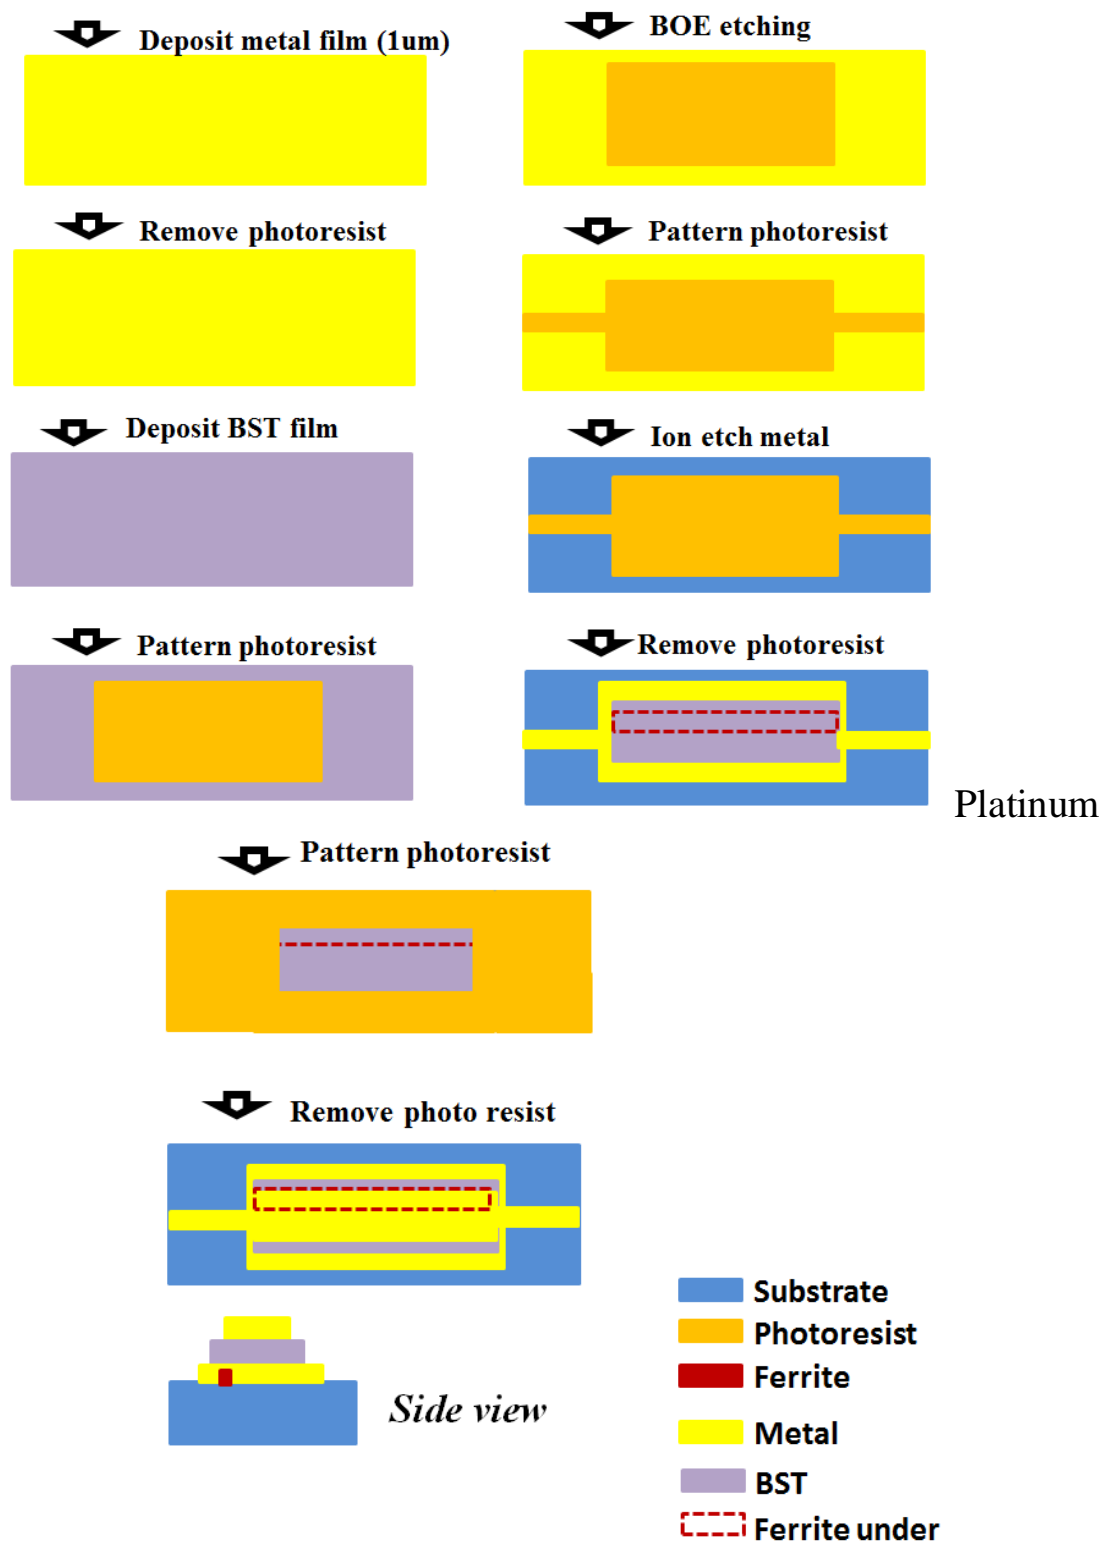 Deposit metal film (1um)
BOE etching
Remove photoresist
Pattern photoresist
Deposit BST film
Ion etch metal
Pattern photoresist
Remove photoresist
Platinum
Pattern photoresist
Remove photo resist
Side view
Substrate
Photoresist
Ferrite
Metal
BST
Ferrite under